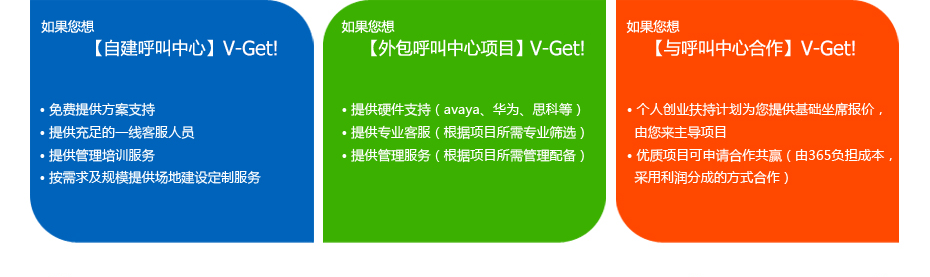 如果您想
【自建呼叫中心】V-Get!
• 免费提供方案支持
• 提供充足的一线客服人员
• 提供管理培训服务
• 按需求及规模提供场地建设定制服务
如果您想
【外包呼叫中心项目】V-Get!
• 提供硬件支持（avaya、华为、思科等）
• 提供专业客服（根据项目所需专业筛选）
• 提供管理服务（根据项目所需管理配备）
如果您想
【与呼叫中心合作】V-Get!
• 个人创业扶持计划为您提供基础坐席报价，
由您来主导项目
• 优质项目可申请合作共赢（由365负担成本，
采用利润分成的方式合作）